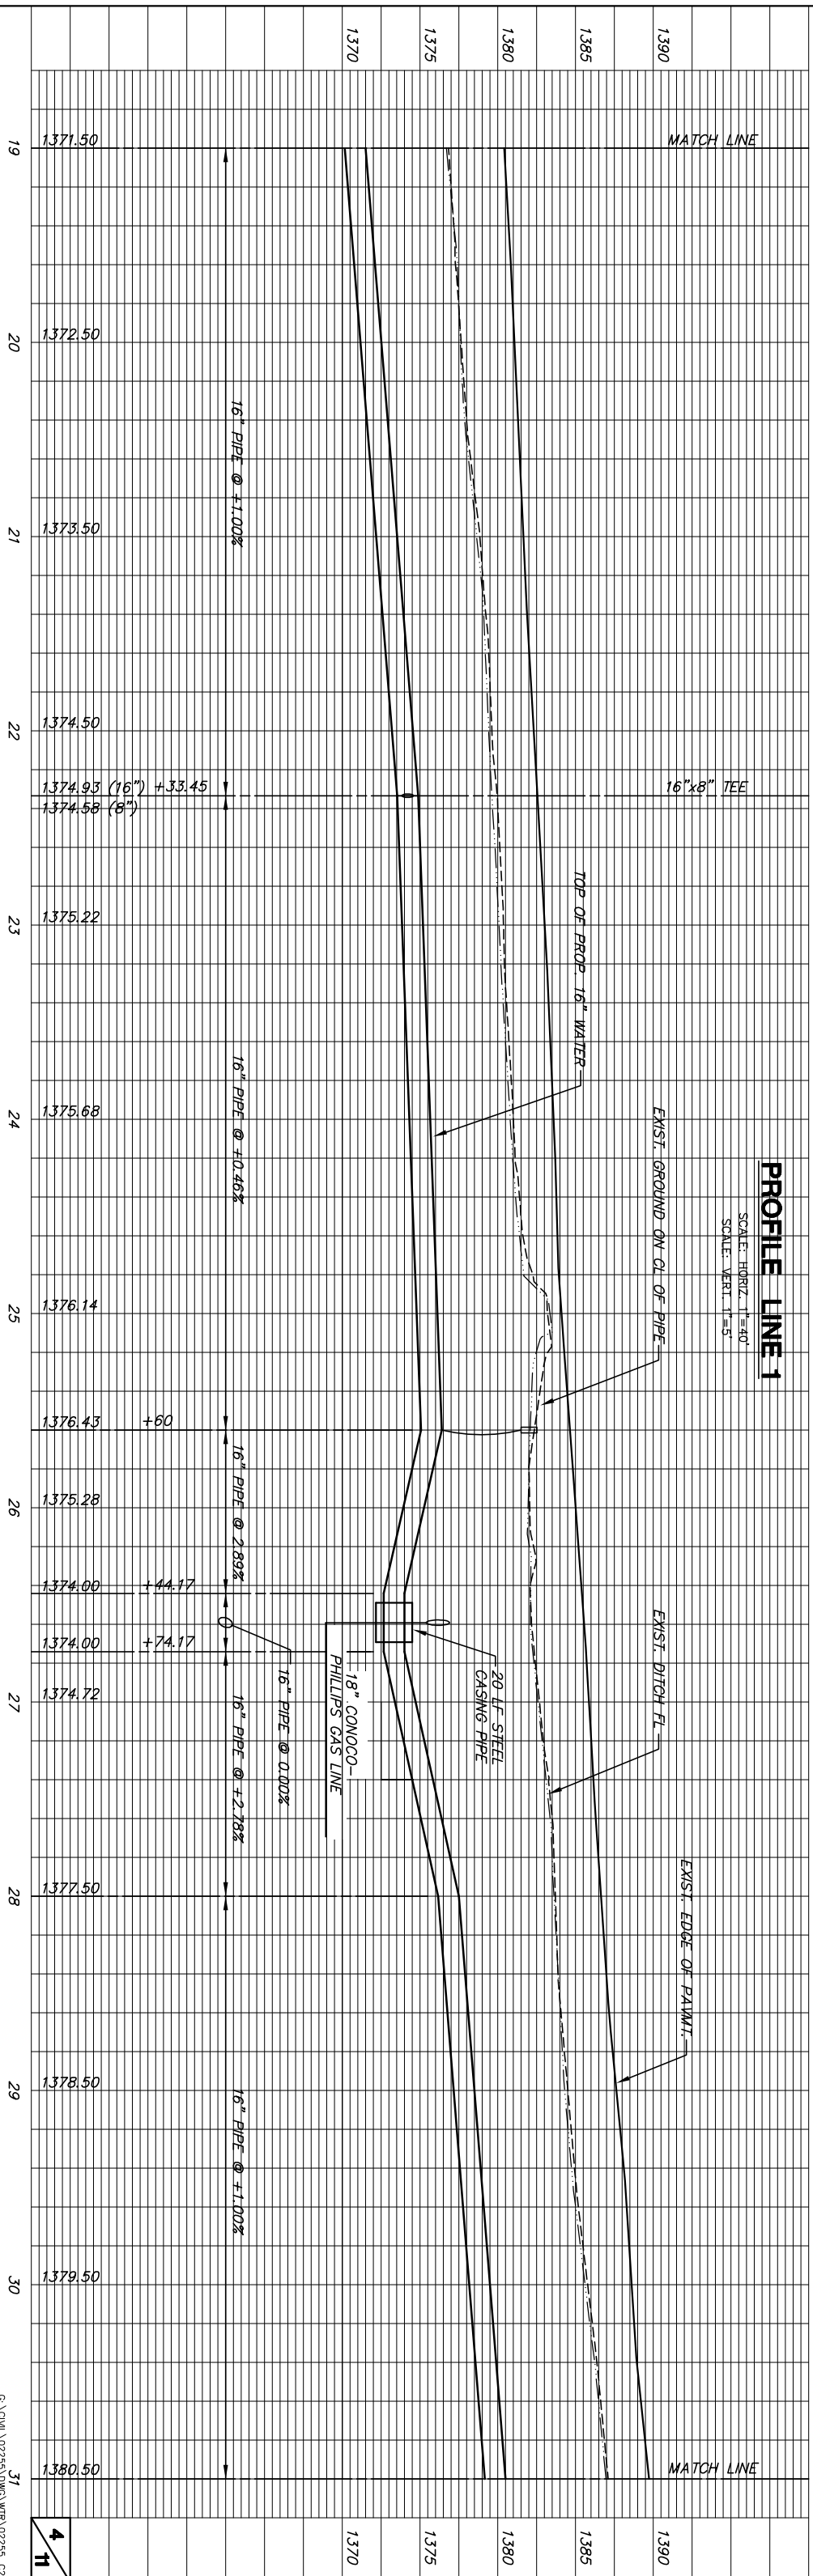 PROFILE LINE 1
SCALE: HORIZ. 1"=40'
SCALE: VERT. 1"=5'
1390
1385
1380
1375
1370
1390
1385
1380
1375
1370
MATCH LINE
16"x8" TEE
MATCH LINE
TOP OF PROP. 16" WATER
EXIST. GROUND ON CL OF PIPE
EXIST. DITCH FL
EXIST. EDGE OF PAVMT.
20 LF STEEL
CASING PIPE
18" CONOCO-
PHILLIPS GAS LINE
16" PIPE @ 0.00%
16" PIPE @ +1.00%
16" PIPE @ +0.46%
16" PIPE @ 2.89%
16" PIPE @ +2.78%
16" PIPE @ +1.00%
1371.50
1372.50
1373.50
1374.50
1374.93 (16") +33.45
1374.58 (8")
1375.22
1375.68
1376.14
1376.43 +60
1375.28
1374.00 +44.17
1374.00 +74.17
1374.72
1377.50
1378.50
1379.50
1380.50
19
20
21
22
23
24
25
26
27
28
29
30
31
4
11